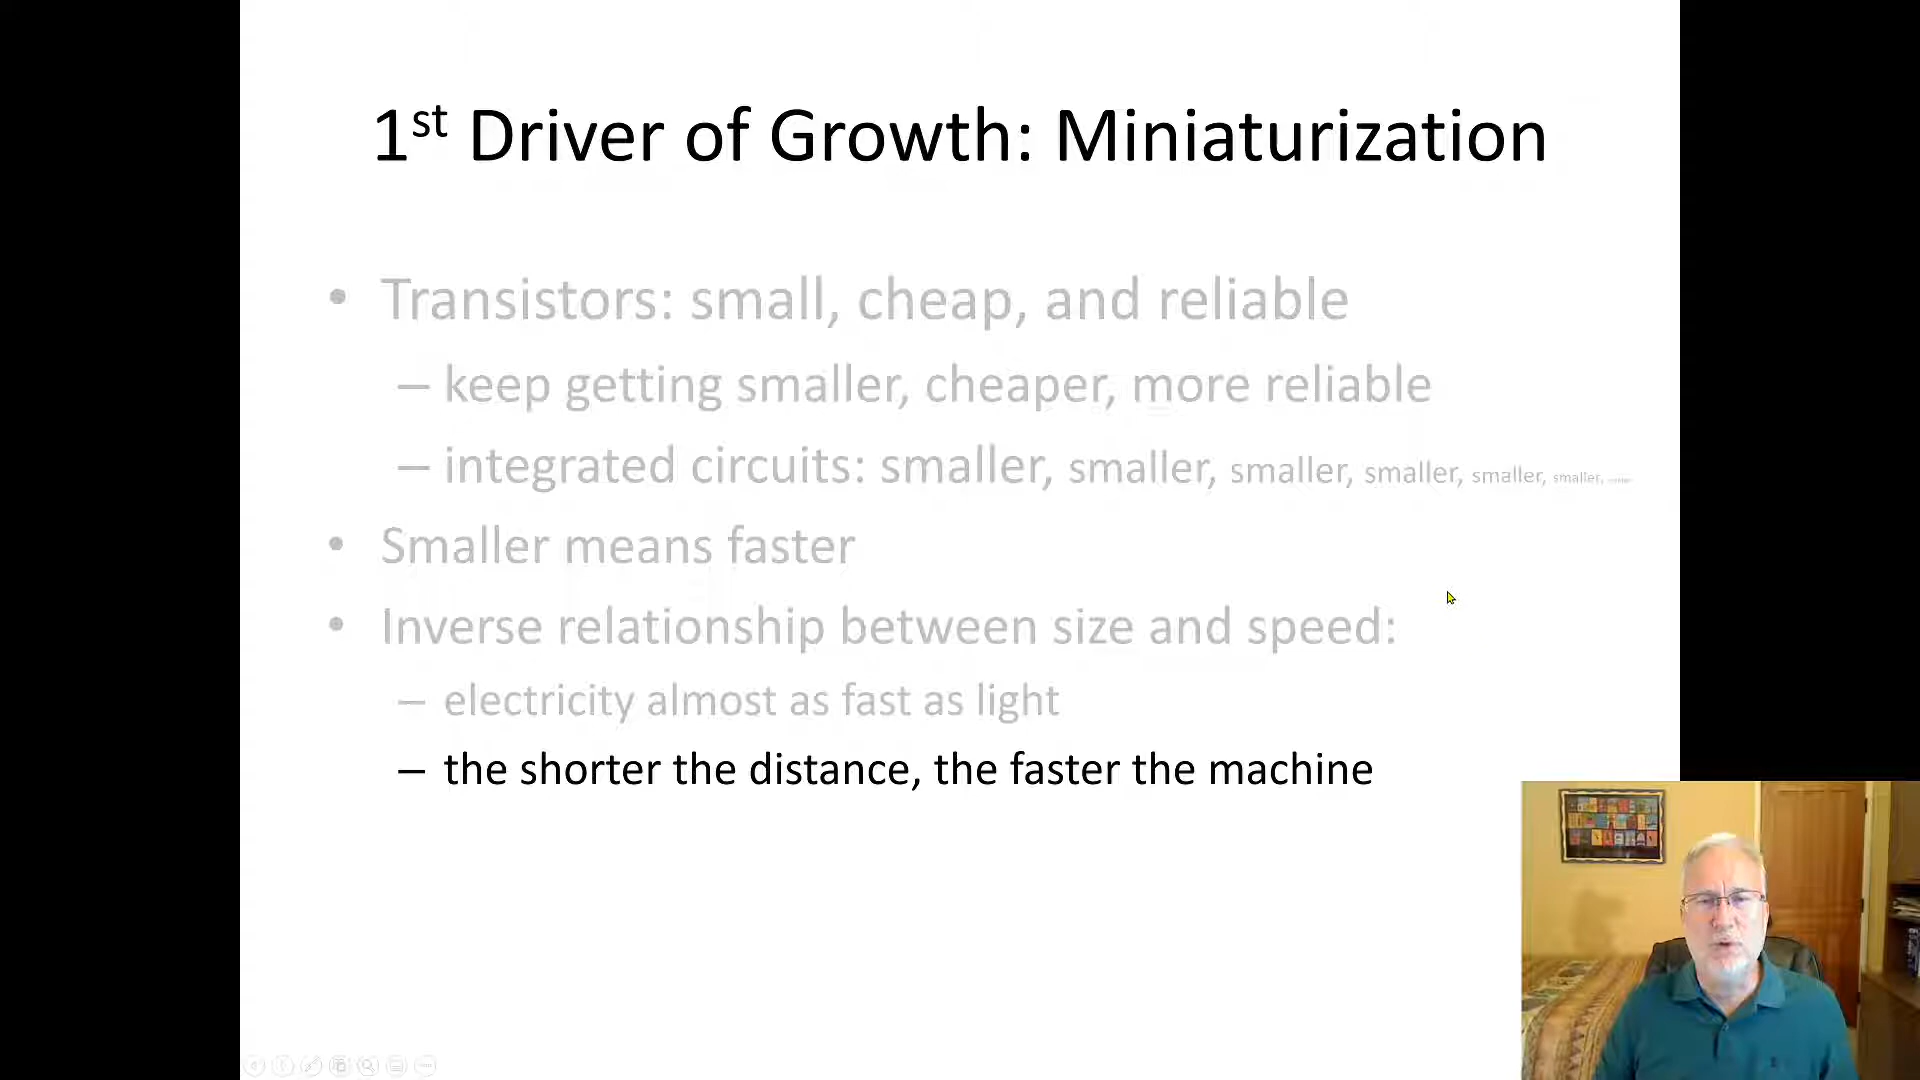 1st Driver of Growth: Miniaturization
• Transistors: small, cheap, and reliable
– keep getting smaller, cheaper, more reliable
– integrated circuits: smaller, smaller, smaller, smaller, smaller, smaller,
• Smaller means faster
• Inverse relationship between size and speed:
– electricity almost as fast as light
– the shorter the distance, the faster the machine